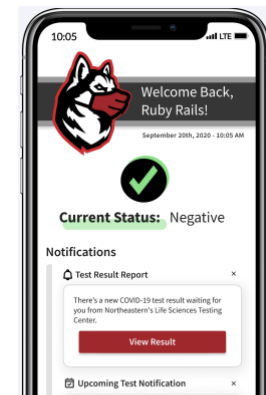 10:05
LTE
Welcome Back,
Ruby Rails!
September 20th, 2020 - 10:05 AM
Current Status: Negative
Notifications
Test Result Report ×
There's a new COVID-19 test result waiting for
you from Northeastern's Life Sciences Testing
Center.
View Result
Upcoming Test Notification ×